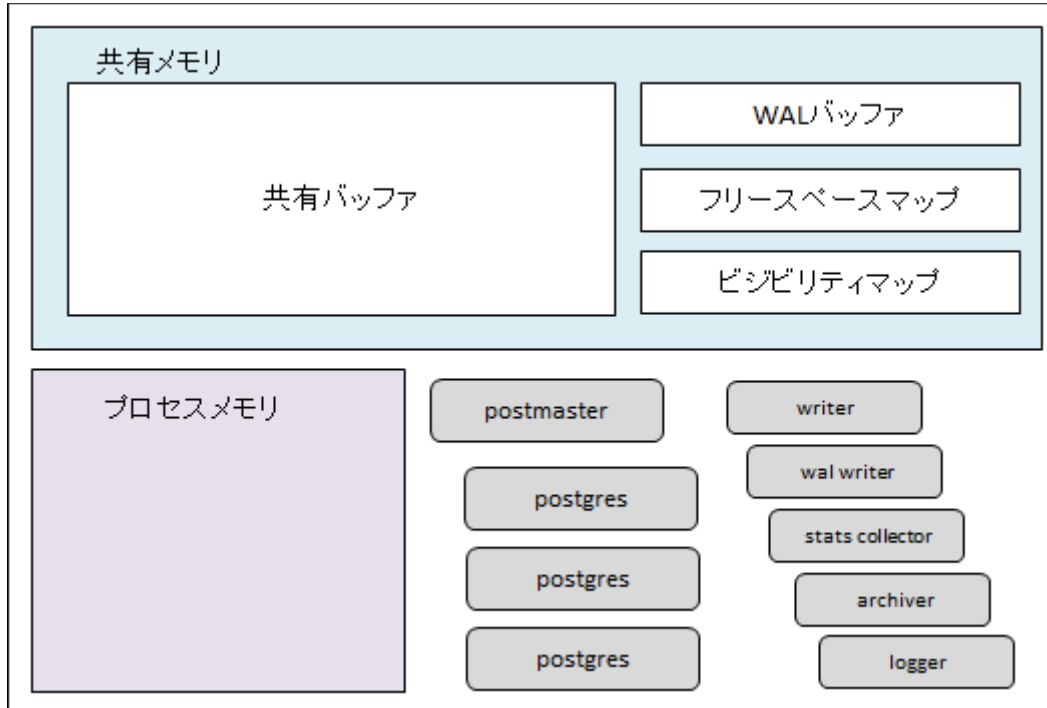 共有メモリ
共有バッファ
WALバッファ
フリースペースマップ
ビジビリティマップ
プロセスメモリ
postmaster
postgres
postgres
postgres
writer
wal writer
stats collector
archiver
logger